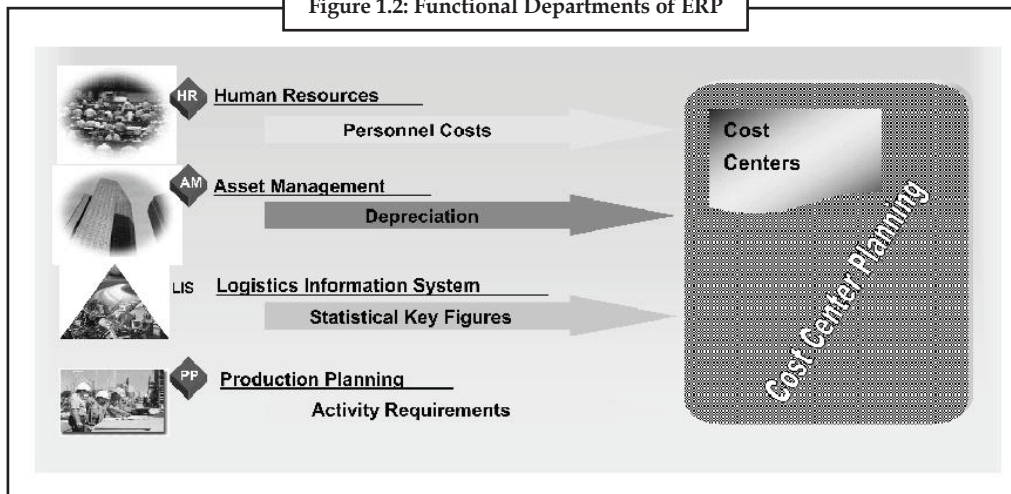 Figure 1.2: Functional Departments of ERP
HR Human Resources
Personnel Costs
AM Asset Management
Depreciation
LIS Logistics Information System
Statistical Key Figures
PP Production Planning
Activity Requirements
Cost
Centers
Cost Center Planning